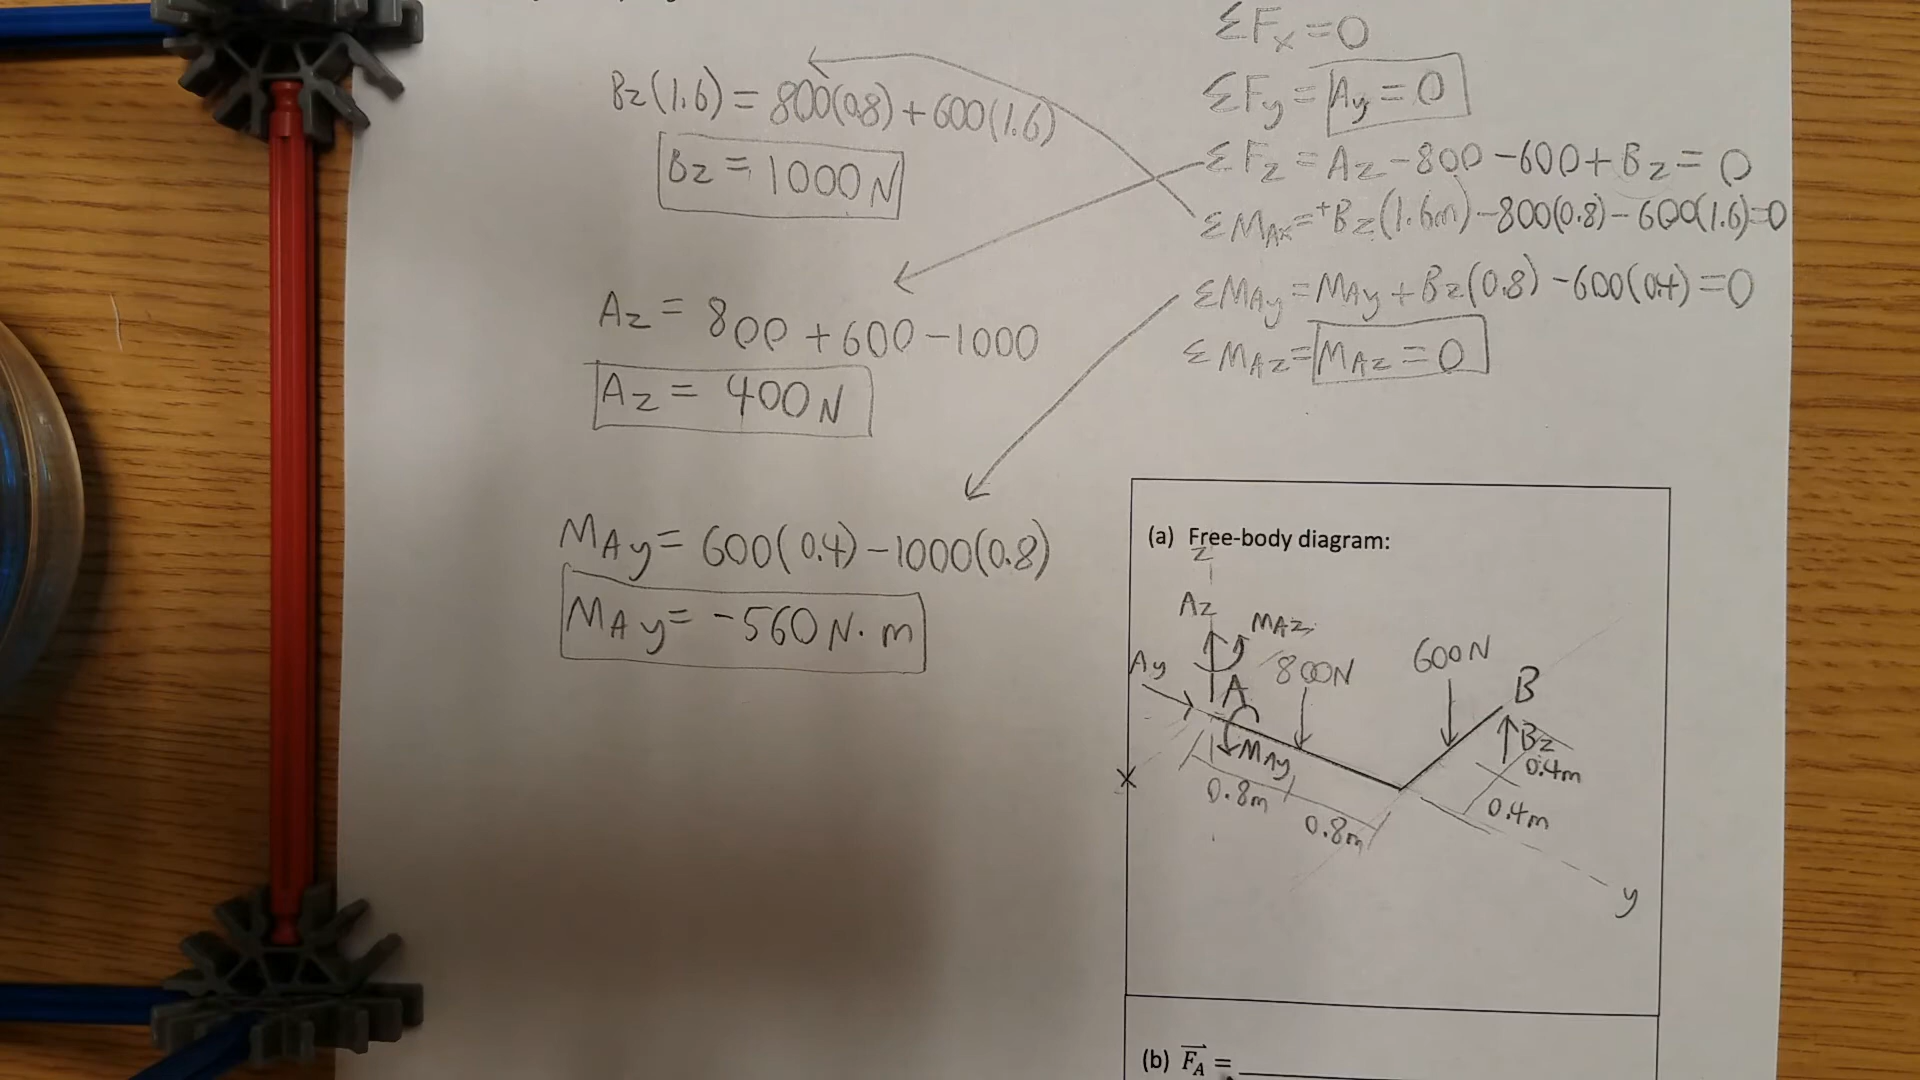 Bz(1.6) = 800(0.8) + 600(1.6)
Bz = 1000N
Az = 800 + 600 - 1000
Az = 400N
MAy = 600(0.4) - 1000(0.8)
MAy = -560 N·m
ΣFx = 0
ΣFy = Ay = 0
ΣFz = Az - 800 - 600 + Bz = 0
ΣMAx = +Bz(1.6m) - 800(0.8) - 600(1.6) = 0
ΣMAy = MAy + Bz(0.8) - 600(0.4) = 0
ΣMAz = MAz = 0
(a) Free-body diagram:
z
Az
MAz
Ay
A
800N
600N
B
Bz
MAy
x
0.8m
0.8m
0.4m
0.4m
y
(b) FA =